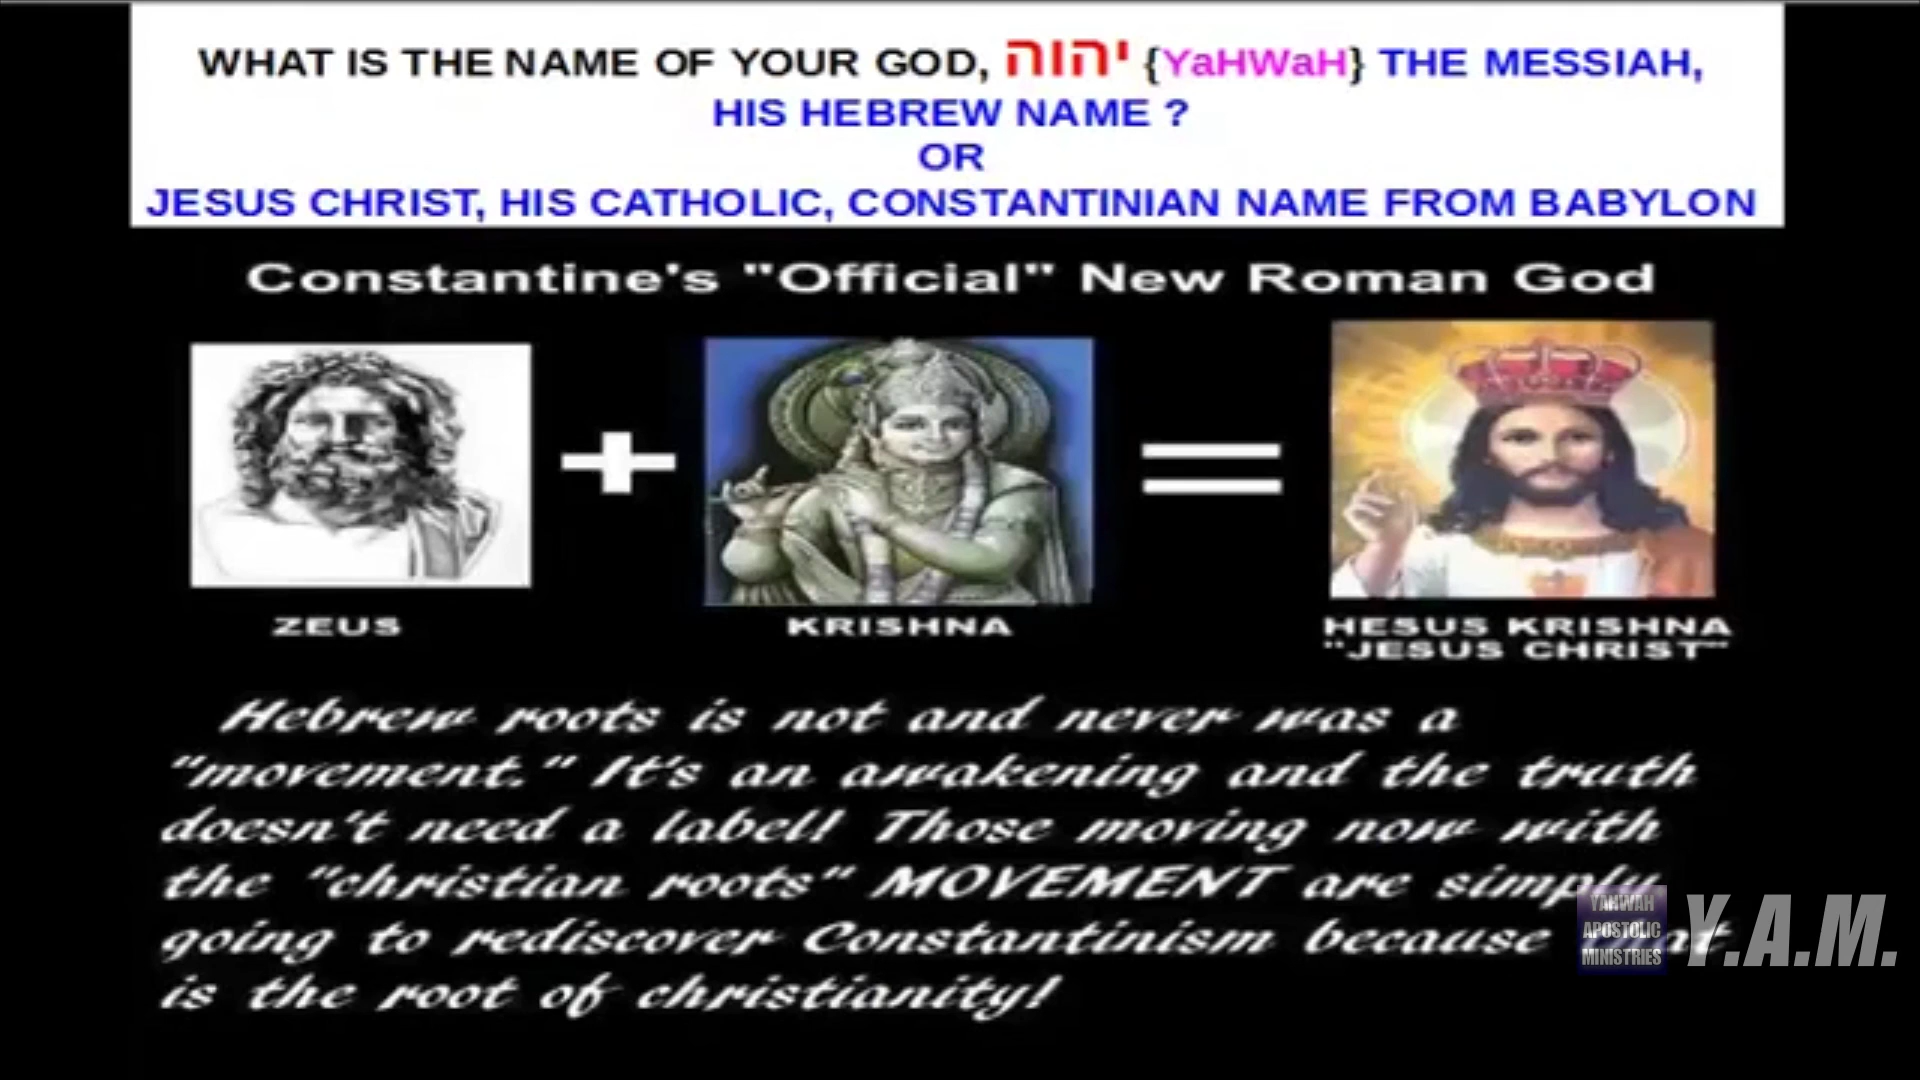 WHAT IS THE NAME OF YOUR GOD, יהוה {YaHWaH} THE MESSIAH,
HIS HEBREW NAME ?
OR
JESUS CHRIST, HIS CATHOLIC, CONSTANTINIAN NAME FROM BABYLON
Constantine's "Official" New Roman God
ZEUS
KRISHNA
HESUS KRISHNA
"JESUS CHRIST"
Hebrew roots is not and never was a
"movement." It's an awakening and the truth
doesn't need a label! Those moving now with
the "christian roots" MOVEMENT are simply
going to rediscover Constantinism because that
is the root of christianity!
YAHWAH
APOSTOLIC
MINISTRIES
Y.A.M.